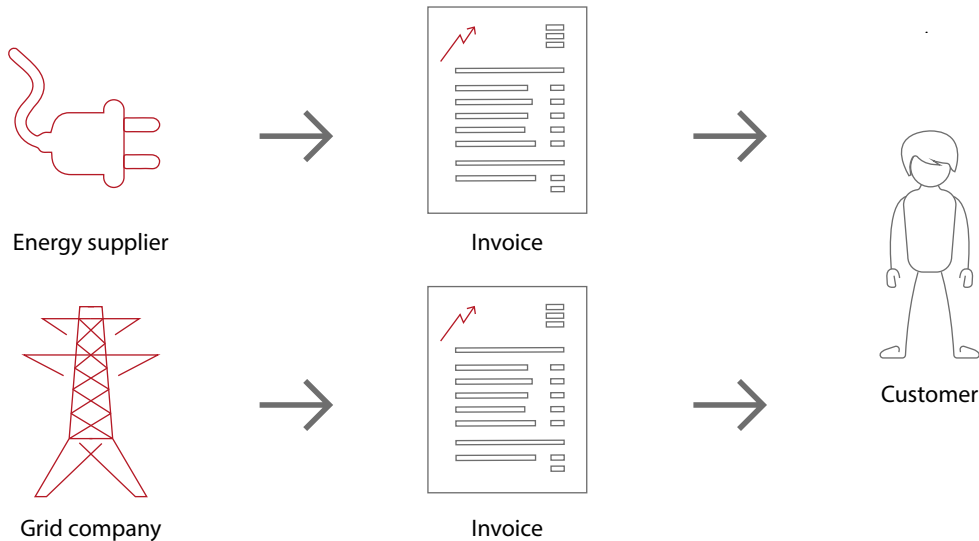 Energy supplier
Invoice
Customer
Grid company
Invoice